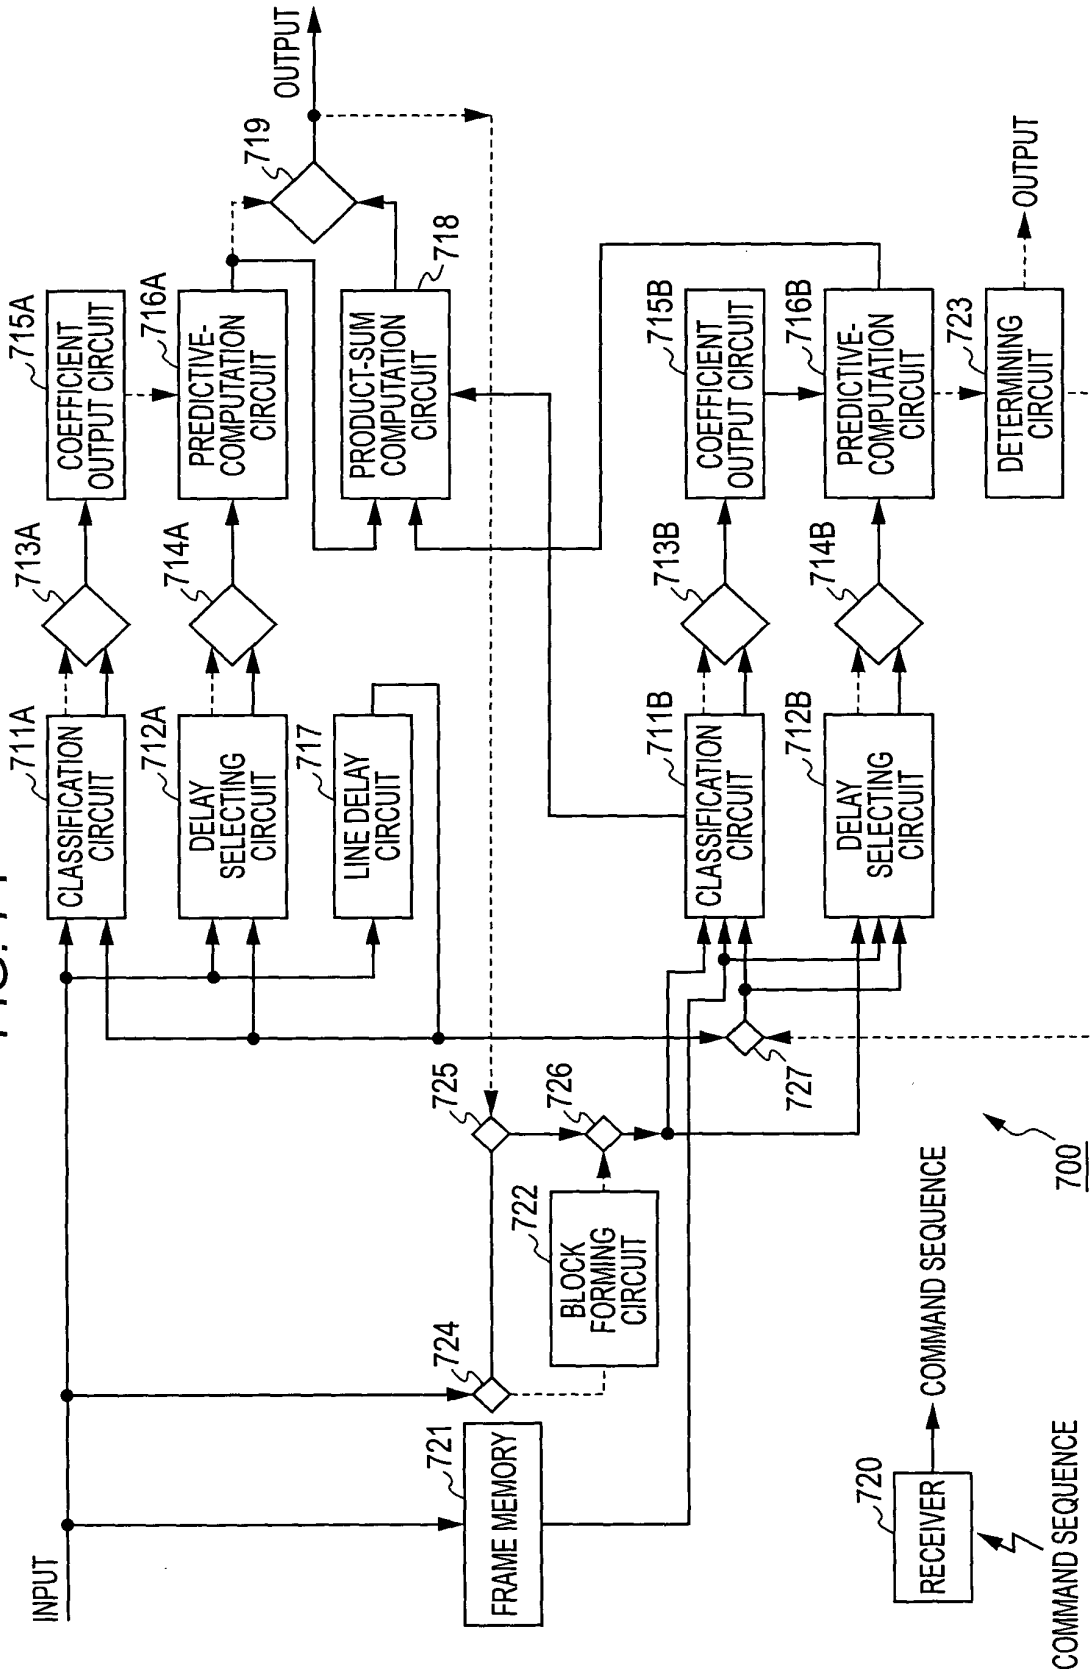 INPUT
711A
CLASSIFICATION
CIRCUIT
713A
715A
COEFFICIENT
OUTPUT CIRCUIT
712A
DELAY
SELECTING
CIRCUIT
714A
716A
PREDICTIVE-
COMPUTATION
CIRCUIT
719
OUTPUT
717
LINE DELAY
CIRCUIT
PRODUCT-SUM
COMPUTATION
CIRCUIT
718
721
FRAME MEMORY
724
725
722
BLOCK
FORMING
CIRCUIT
726
711B
CLASSIFICATION
CIRCUIT
713B
715B
COEFFICIENT
OUTPUT CIRCUIT
727
712B
DELAY
SELECTING
CIRCUIT
714B
716B
PREDICTIVE-
COMPUTATION
CIRCUIT
723
DETERMINING
CIRCUIT
OUTPUT
720
RECEIVER
COMMAND SEQUENCE
COMMAND SEQUENCE
700